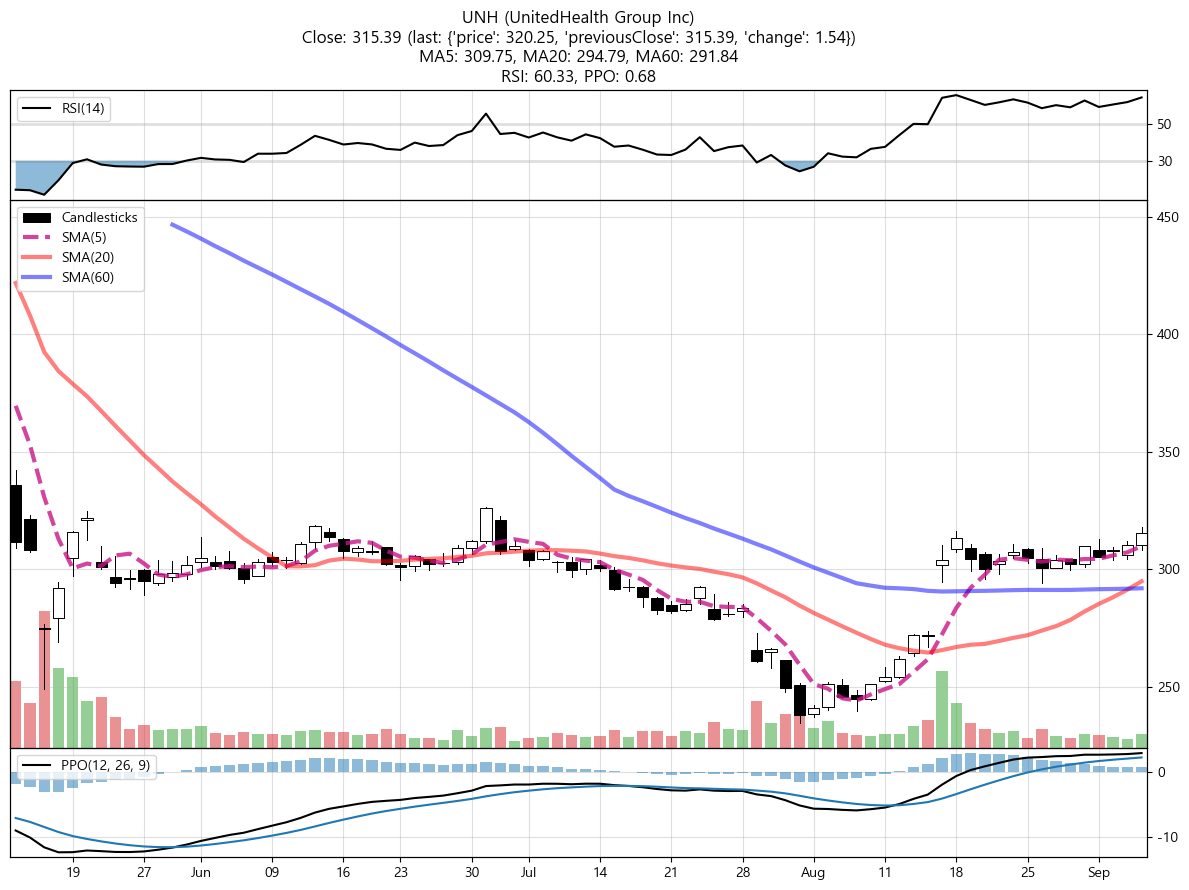 UNH (UnitedHealth Group Inc)
Close: 315.39 (last: {'price': 320.25, 'previousClose': 315.39, 'change': 1.54})
MA5: 309.75, MA20: 294.79, MA60: 291.84
RSI: 60.33, PPO: 0.68
RSI(14)
50
30
Candlesticks
SMA(5)
SMA(20)
SMA(60)
450
400
350
300
250
PPO(12, 26, 9)
0
-10
19 27 Jun 09 16 23 30 Jul 14 21 28 Aug 11 18 25 Sep